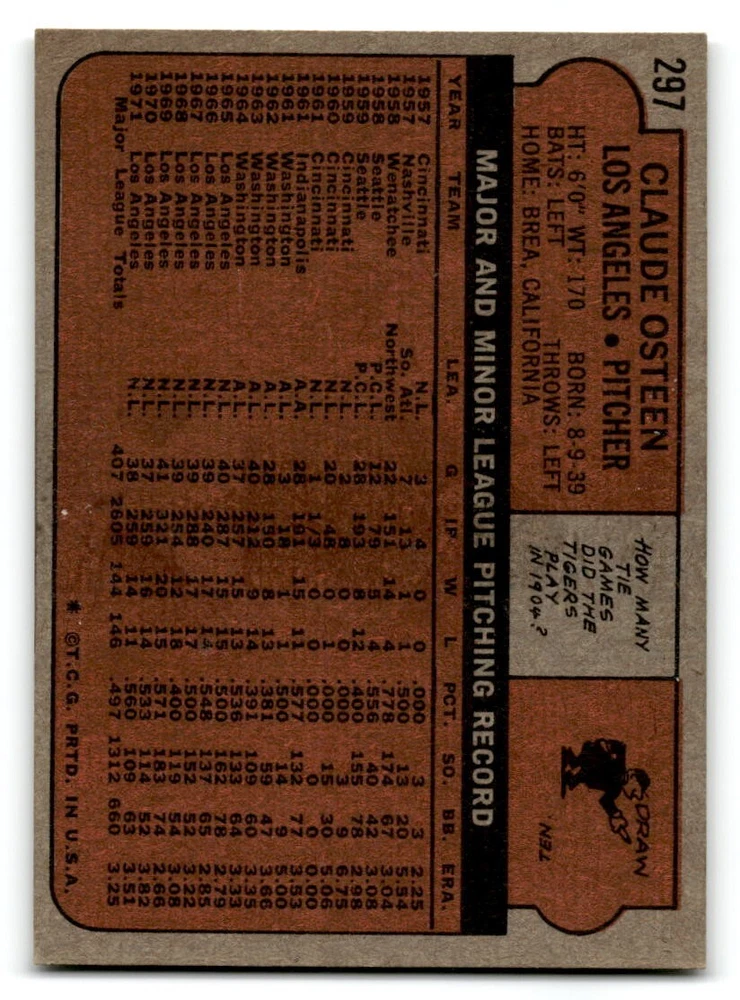 297
CLAUDE OSTEEN
LOS ANGELES • PITCHER
HT: 6'0" WT: 170 BORN: 8-9-39
BATS: LEFT THROWS: LEFT
HOME: BREA, CALIFORNIA
HOW MANY
TIE
GAMES
DID THE
TIGERS
PLAY
IN 1904?
DRAW
TEN.
MAJOR AND MINOR LEAGUE PITCHING RECORD
YEAR TEAM LEA. G IP W L PCT. SO. BB. ERA.
1957 Cincinnati N.L. 3 4 0 0 .000 3 3 2.25
1957 Nashville So. Atl. 7 13 1 1 .500 13 20 5.54
1958 Wenatchee Northwest 22 151 14 4 .778 174 67 3.04
1958 Seattle P.C.L. 12 79 5 4 .556 40 42 3.08
1959 Seattle P.C.L. 28 193 8 12 .400 155 78 2.98
1959 Cincinnati N.L. 2 8 0 0 .000 3 9 6.75
1960 Cincinnati N.L. 20 48 0 1 .000 15 30 5.06
1961 Cincinnati N.L. 1 1/3 0 0 .000 0 0 0.00
1961 Indianapolis A.A. 28 191 15 11 .577 132 77 3.53
1961 Washington A.L. 3 18 1 1 .500 14 9
1962 Washington A.L. 28 150 8 13 .381 59 47 3.66
1963 Washington A.L. 40 212 9 14 .391 109 60 3.35
1964 Washington A.L. 37 257 15 13 .536 133 64 3.33
1965 Los Angeles N.L. 40 287 15 15 .500 162 78 2.79
1966 Los Angeles N.L. 39 240 17 14 .548 137 65 2.85
1967 Los Angeles N.L. 39 288 17 17 .500 152 52 3.22
1968 Los Angeles N.L. 39 254 12 18 .400 119 54 3.08
1969 Los Angeles N.L. 41 321 20 15 .571 183 74 2.66
1970 Los Angeles N.L. 37 259 16 14 .533 114 52 3.82
1971 Los Angeles N.L. 38 259 14 11 .560 109 63 3.51
Major League Totals 407 2605 144 146 .497 1312 660 3.25
* ©T.C.G. PRTD. IN U.S.A.